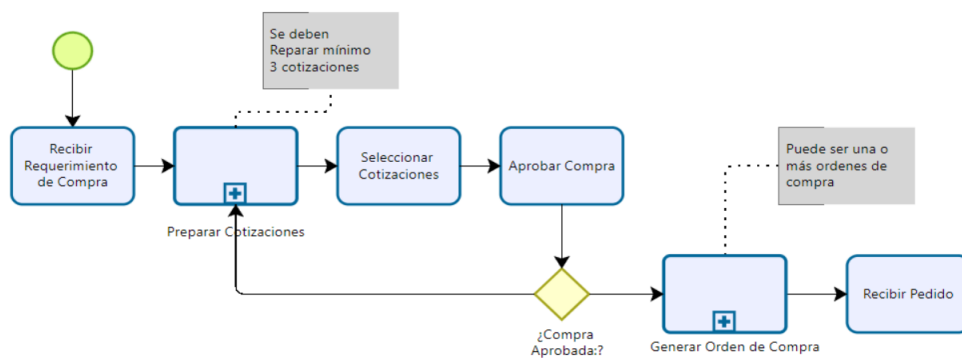 Se deben
Reparar mínimo
3 cotizaciones
Recibir
Requerimiento
de Compra
Preparar Cotizaciones
Seleccionar
Cotizaciones
Aprobar Compra
Puede ser una o
más ordenes de
compra
¿Compra
Aprobada:?
Generar Orden de Compra
Recibir Pedido